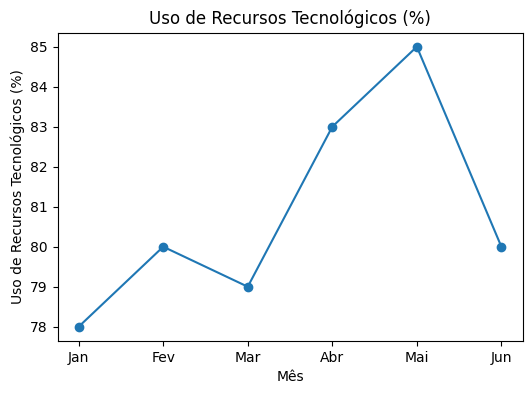 Uso de Recursos Tecnológicos (%)
Uso de Recursos Tecnológicos (%)
85
84
83
82
81
80
79
78
Jan Fev Mar Abr Mai Jun
Mês